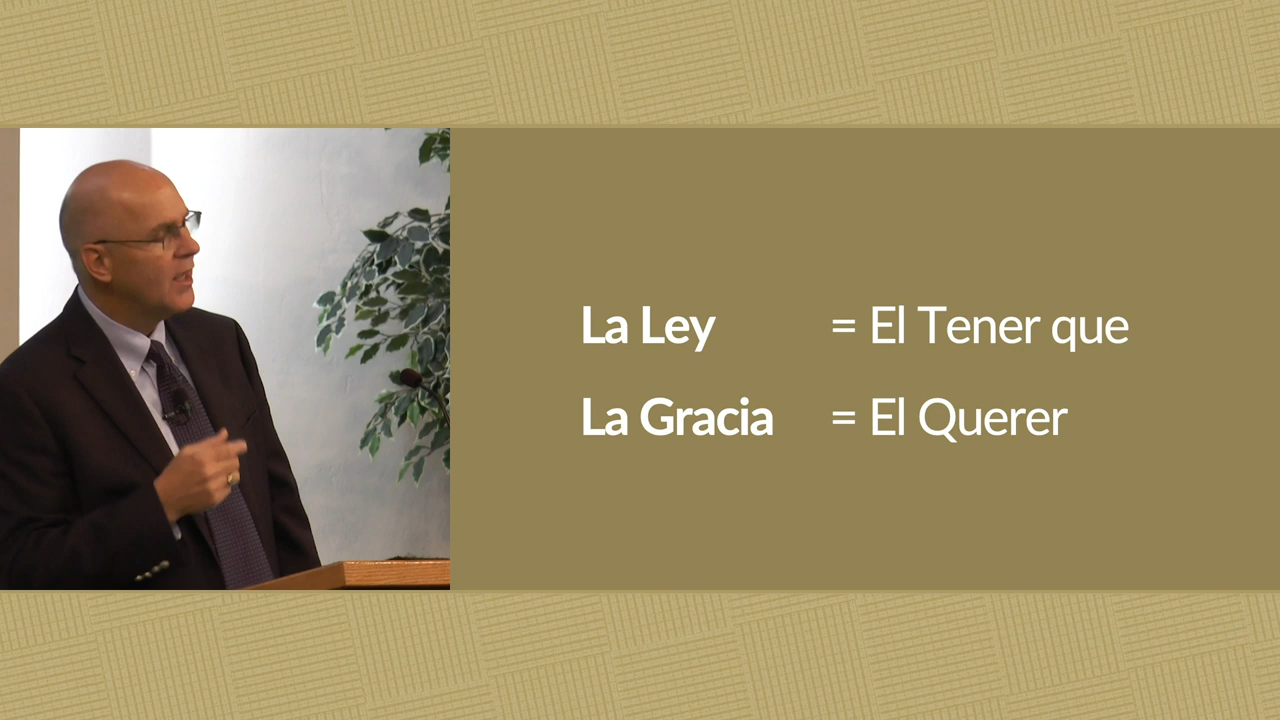 La Ley = El Tener que
La Gracia = El Querer